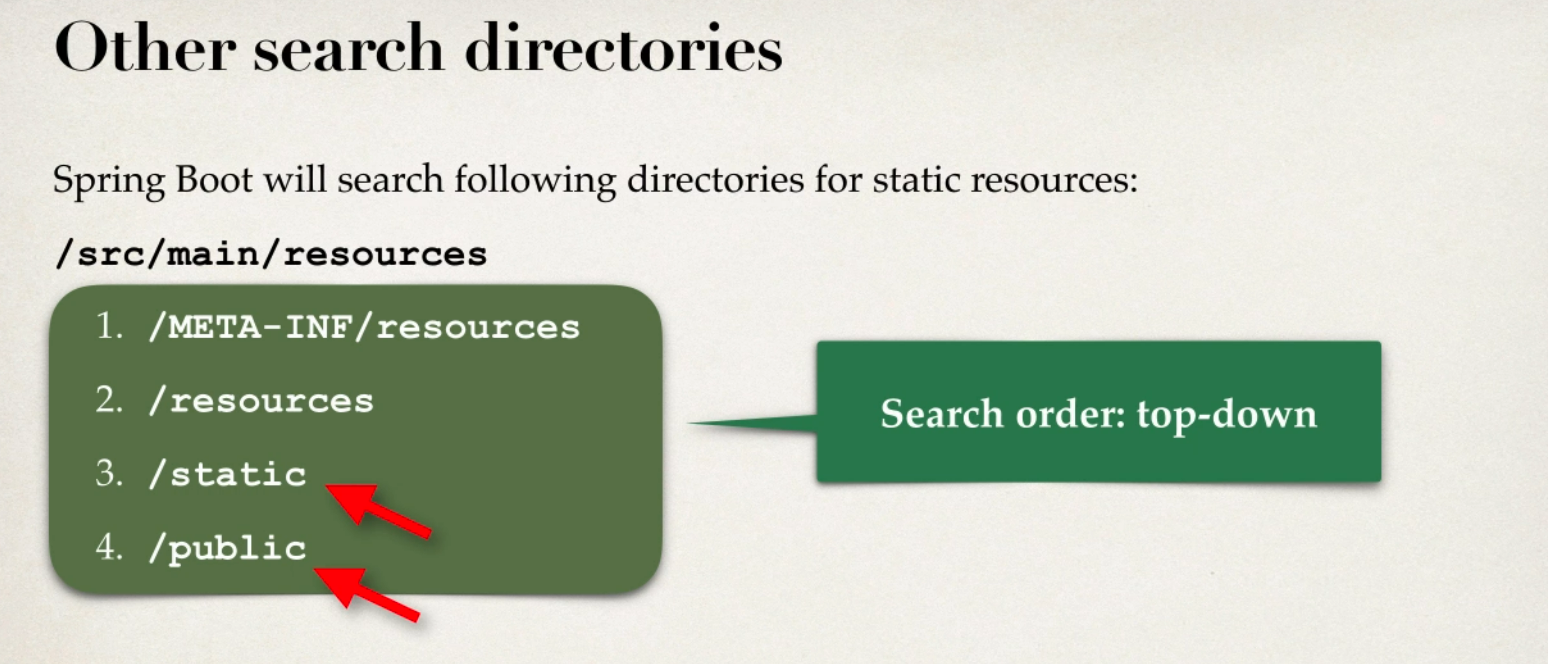 Other search directories
Spring Boot will search following directories for static resources:
/src/main/resources
1. /META-INF/resources
2. /resources
3. /static
4. /public
Search order: top-down